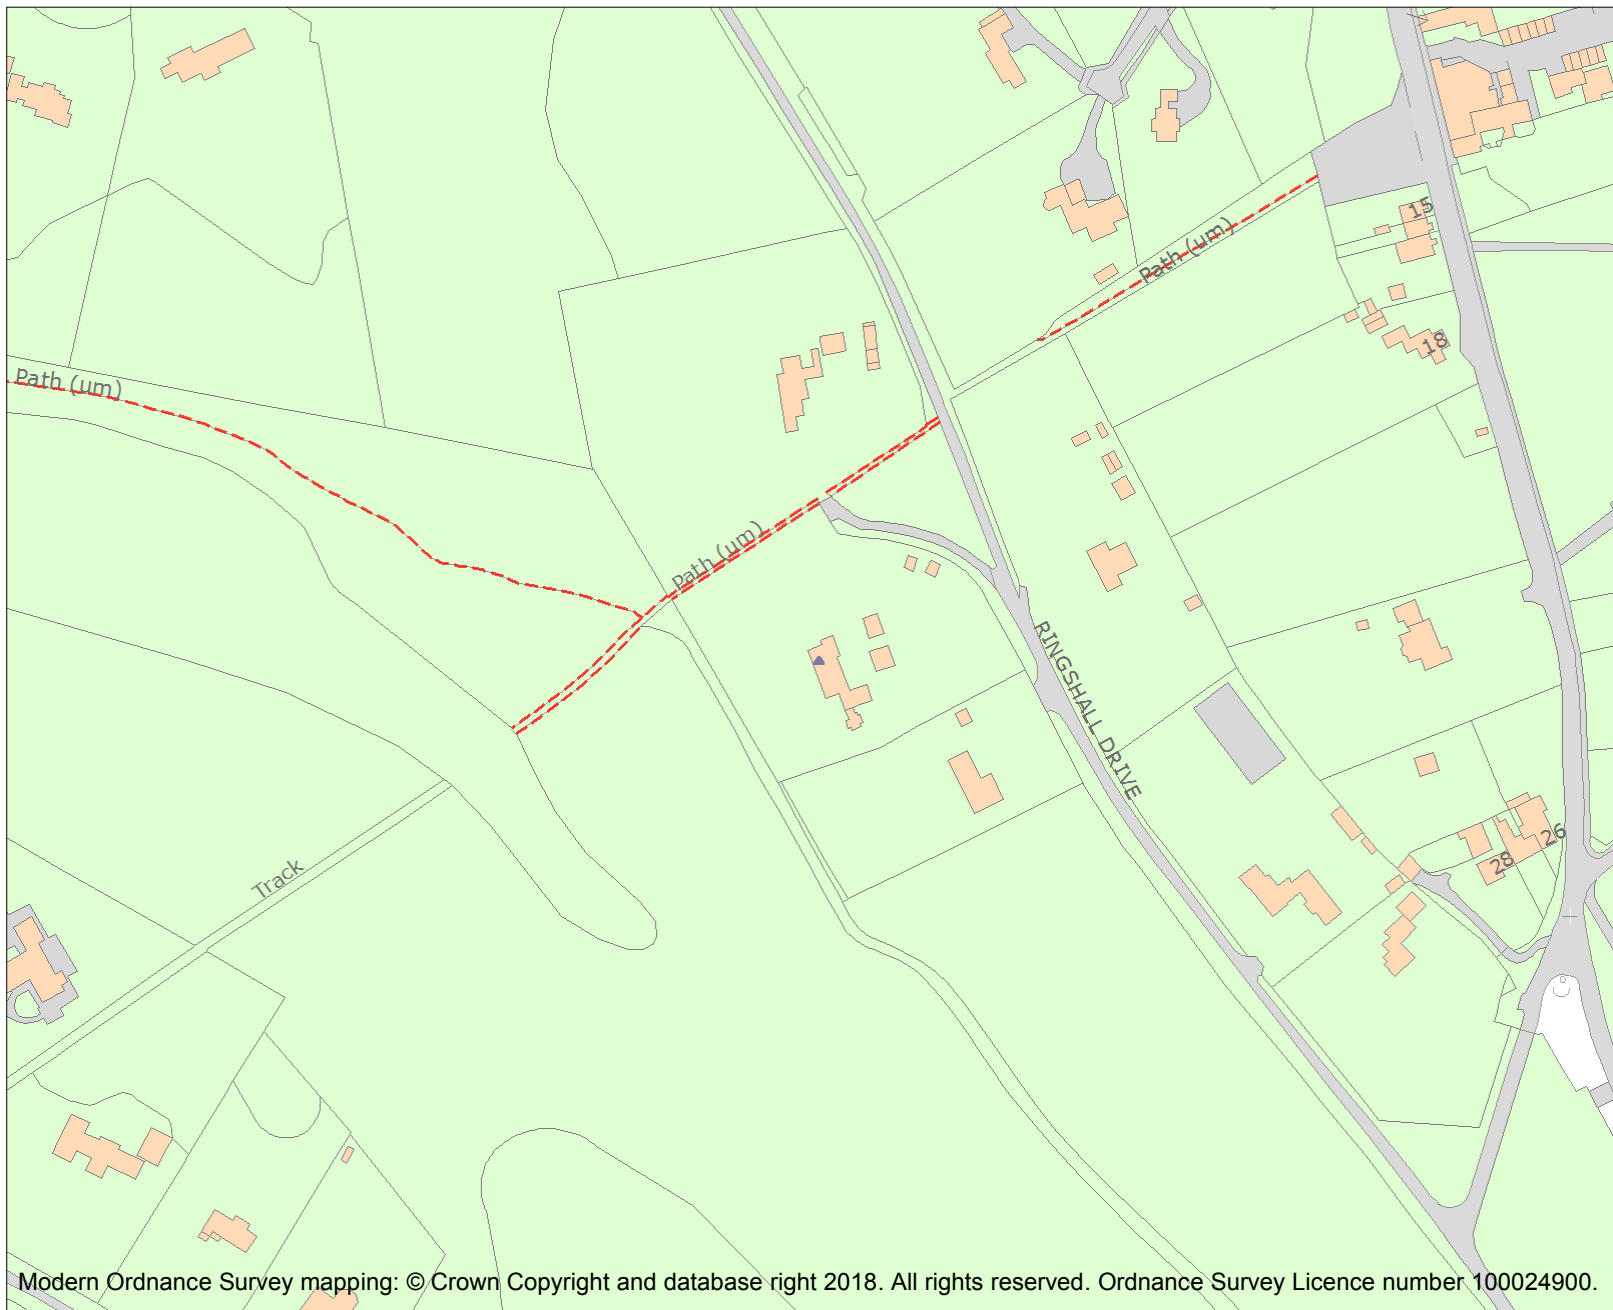 15
Path (um)
18
Path (um)
Path (um)
RINGSHALL DRIVE
26
28
Track
Modern Ordnance Survey mapping: © Crown Copyright and database right 2018. All rights reserved. Ordnance Survey Licence number 100024900.